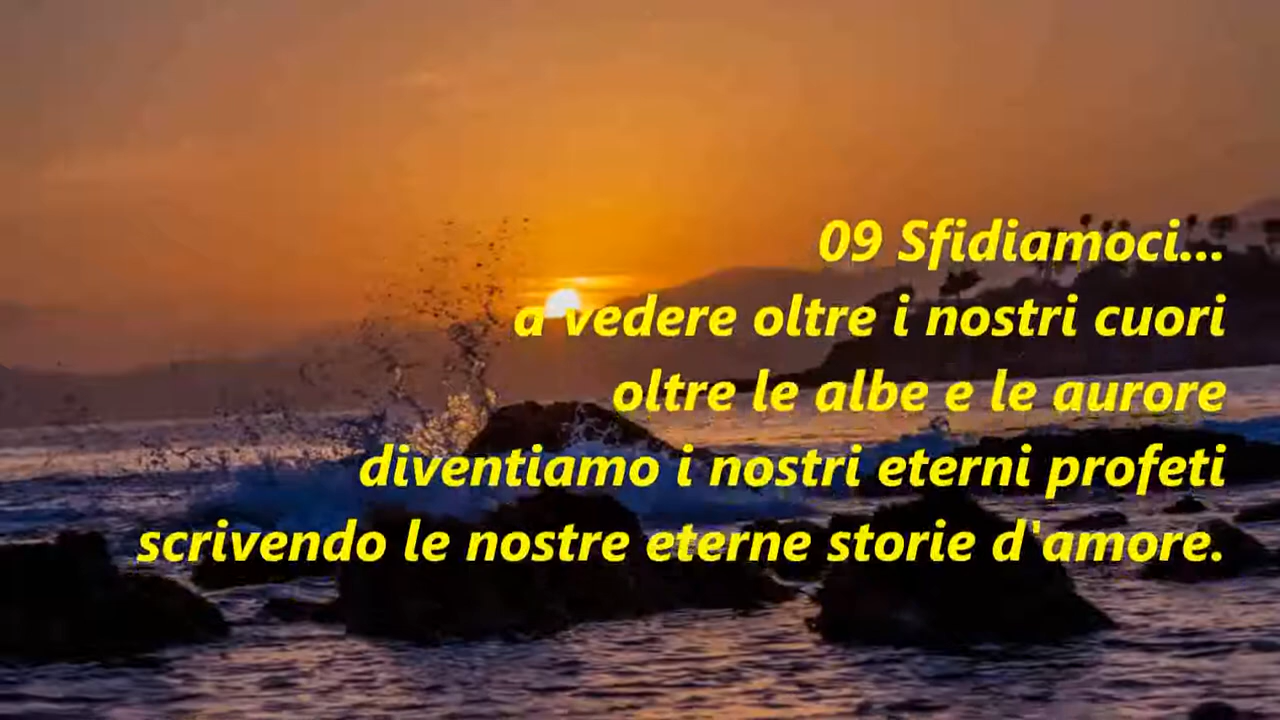 09 Sfidiamoci...
a vedere oltre i nostri cuori
oltre le albe e le aurore
diventiamo i nostri eterni profeti
scrivendo le nostre eterne storie d`amore.